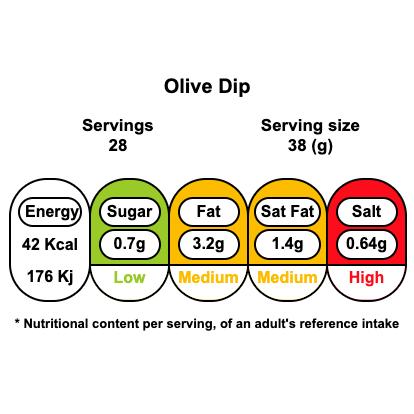 Olive Dip
Servings
28
Serving size
38 (g)
Energy Sugar Fat Sat Fat Salt
42 Kcal 0.7g 3.2g 1.4g 0.64g
176 Kj Low Medium Medium High
* Nutritional content per serving, of an adult's reference intake